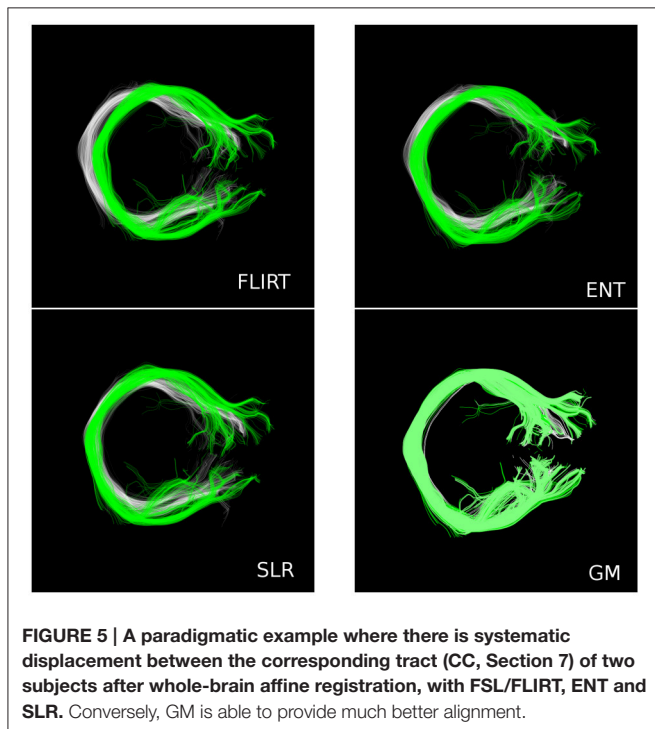 FLIRT
ENT
SLR
GM
FIGURE 5 | A paradigmatic example where there is systematic
displacement between the corresponding tract (CC, Section 7) of two
subjects after whole-brain affine registration, with FSL/FLIRT, ENT and
SLR. Conversely, GM is able to provide much better alignment.